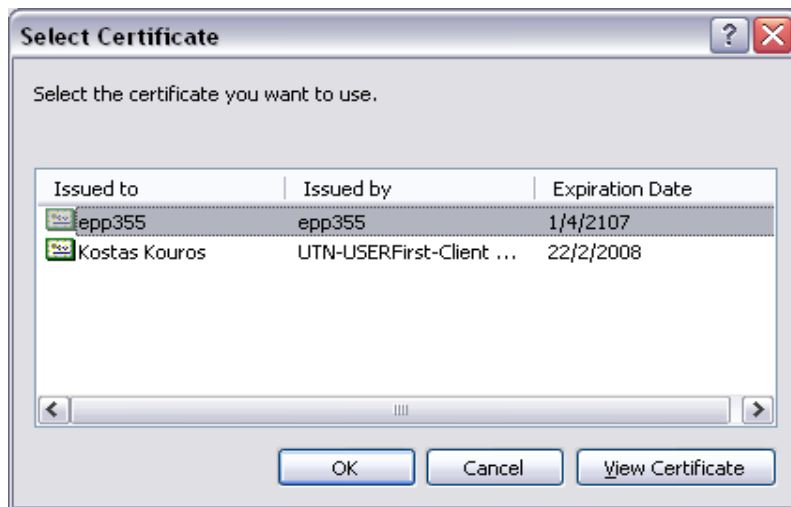 Select Certificate
Select the certificate you want to use.
Issued to Issued by Expiration Date
epp355 epp355 1/4/2107
Kostas Kouros UTN-USERFirst-Client ... 22/2/2008
OK Cancel View Certificate